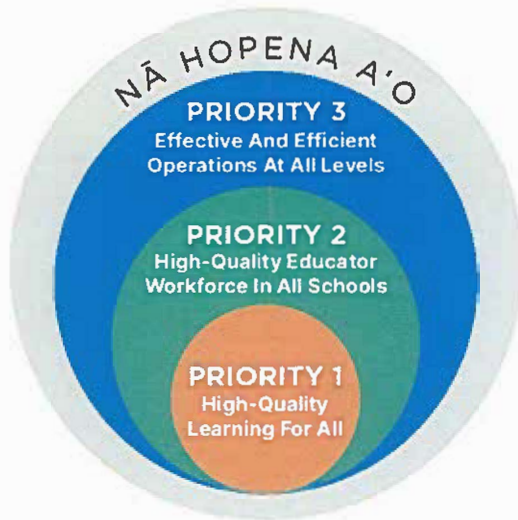 NĀ HOPENA AʻO
PRIORITY 3
Effective And Efficient
Operations At All Levels
PRIORITY 2
High-Quality Educator
Workforce In All Schools
PRIORITY 1
High-Quality
Learning For All